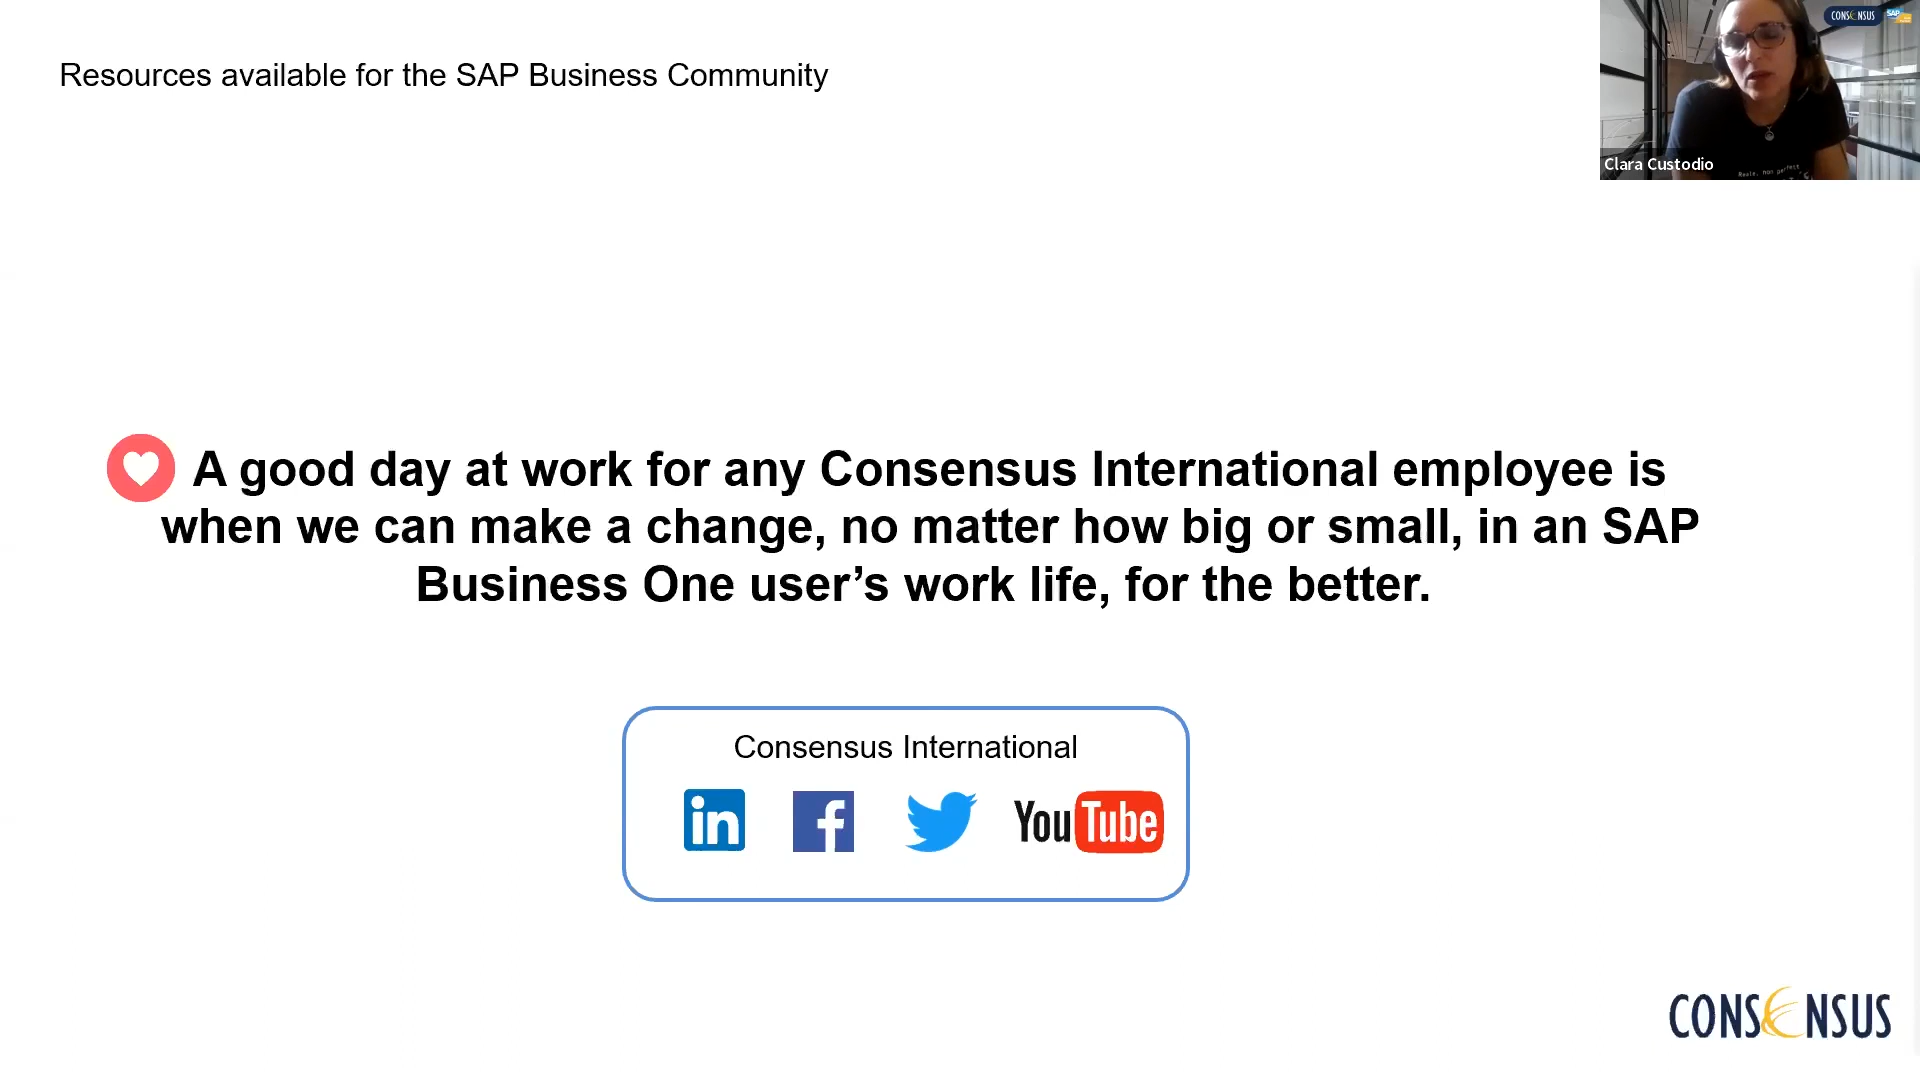 Resources available for the SAP Business Community
CONSENSUS
SAP
Clara Custodio
A good day at work for any Consensus International employee is
when we can make a change, no matter how big or small, in an SAP
Business One user’s work life, for the better.
Consensus International
in
f
YouTube
CONSENSUS